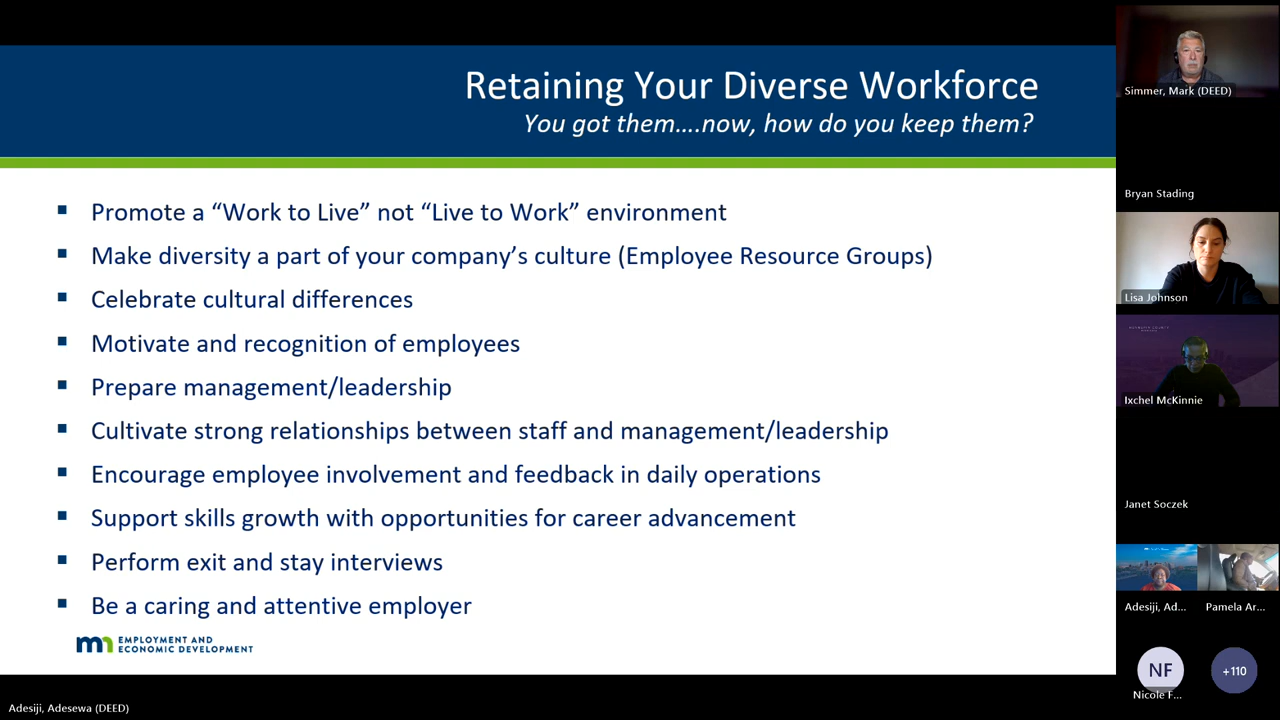 Retaining Your Diverse Workforce
You got them....now, how do you keep them?
▪ Promote a “Work to Live” not “Live to Work” environment
▪ Make diversity a part of your company’s culture (Employee Resource Groups)
▪ Celebrate cultural differences
▪ Motivate and recognition of employees
▪ Prepare management/leadership
▪ Cultivate strong relationships between staff and management/leadership
▪ Encourage employee involvement and feedback in daily operations
▪ Support skills growth with opportunities for career advancement
▪ Perform exit and stay interviews
▪ Be a caring and attentive employer
mn EMPLOYMENT AND
ECONOMIC DEVELOPMENT
Adesiji, Adesewa (DEED)
Simmer, Mark (DEED)
Bryan Stading
Lisa Johnson
Ixchel McKinnie
Janet Soczek
Adesiji, Ad...
Pamela Ar...
NF
Nicole F...
+110